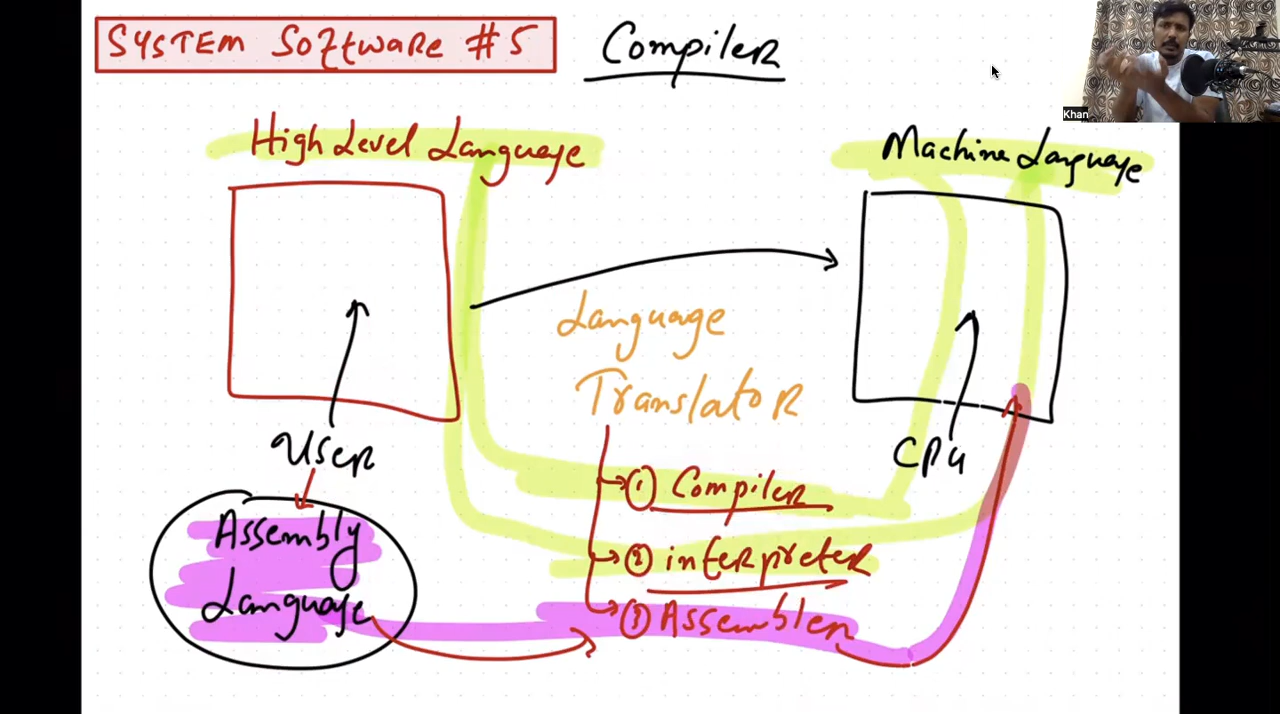 SYSTEM SOFTWARE #5
Compiler
Khan
High Level Language
Machine Language
Language
Translator
User
CPU
① Compiler
② interpreter
③ Assembler
Assembly
Language